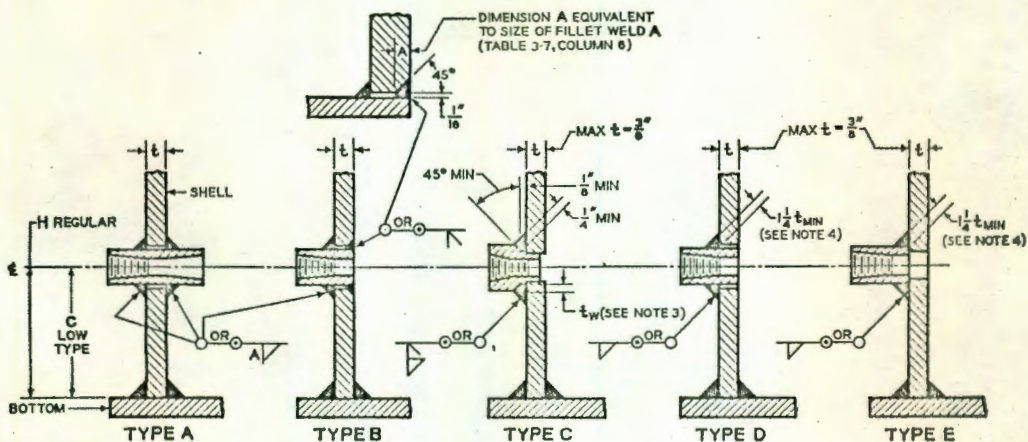 DIMENSION A EQUIVALENT
TO SIZE OF FILLET WELD A
(TABLE 3-7, COLUMN 6)
A
45°
1/16"
t
SHELL
H REGULAR
℄
C
LOW
TYPE
BOTTOM
OR
A
TYPE A
t
OR
TYPE B
MAX t = 3/8"
t
45° MIN
1/8" MIN
1/4" MIN
tw (SEE NOTE 3)
OR
TYPE C
MAX t = 3/8"
t
1 1/4 t MIN
(SEE NOTE 4)
OR
TYPE D
t
1 1/4 t MIN
(SEE NOTE 4)
OR
TYPE E